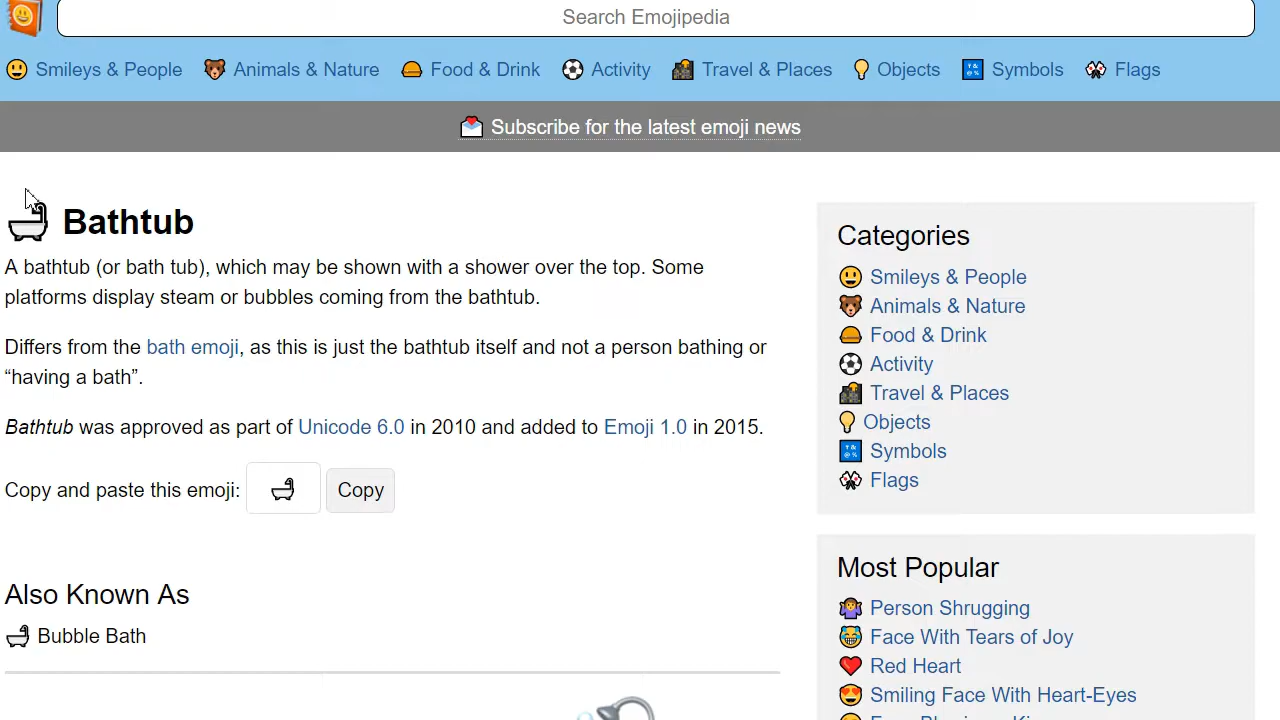 Search Emojipedia
Smileys & People Animals & Nature Food & Drink Activity Travel & Places Objects Symbols Flags
Subscribe for the latest emoji news
Bathtub
A bathtub (or bath tub), which may be shown with a shower over the top. Some
platforms display steam or bubbles coming from the bathtub.
Differs from the bath emoji, as this is just the bathtub itself and not a person bathing or
“having a bath”.
Bathtub was approved as part of Unicode 6.0 in 2010 and added to Emoji 1.0 in 2015.
Copy and paste this emoji: Copy
Also Known As
Bubble Bath
Categories
Smileys & People
Animals & Nature
Food & Drink
Activity
Travel & Places
Objects
Symbols
Flags
Most Popular
Person Shrugging
Face With Tears of Joy
Red Heart
Smiling Face With Heart-Eyes